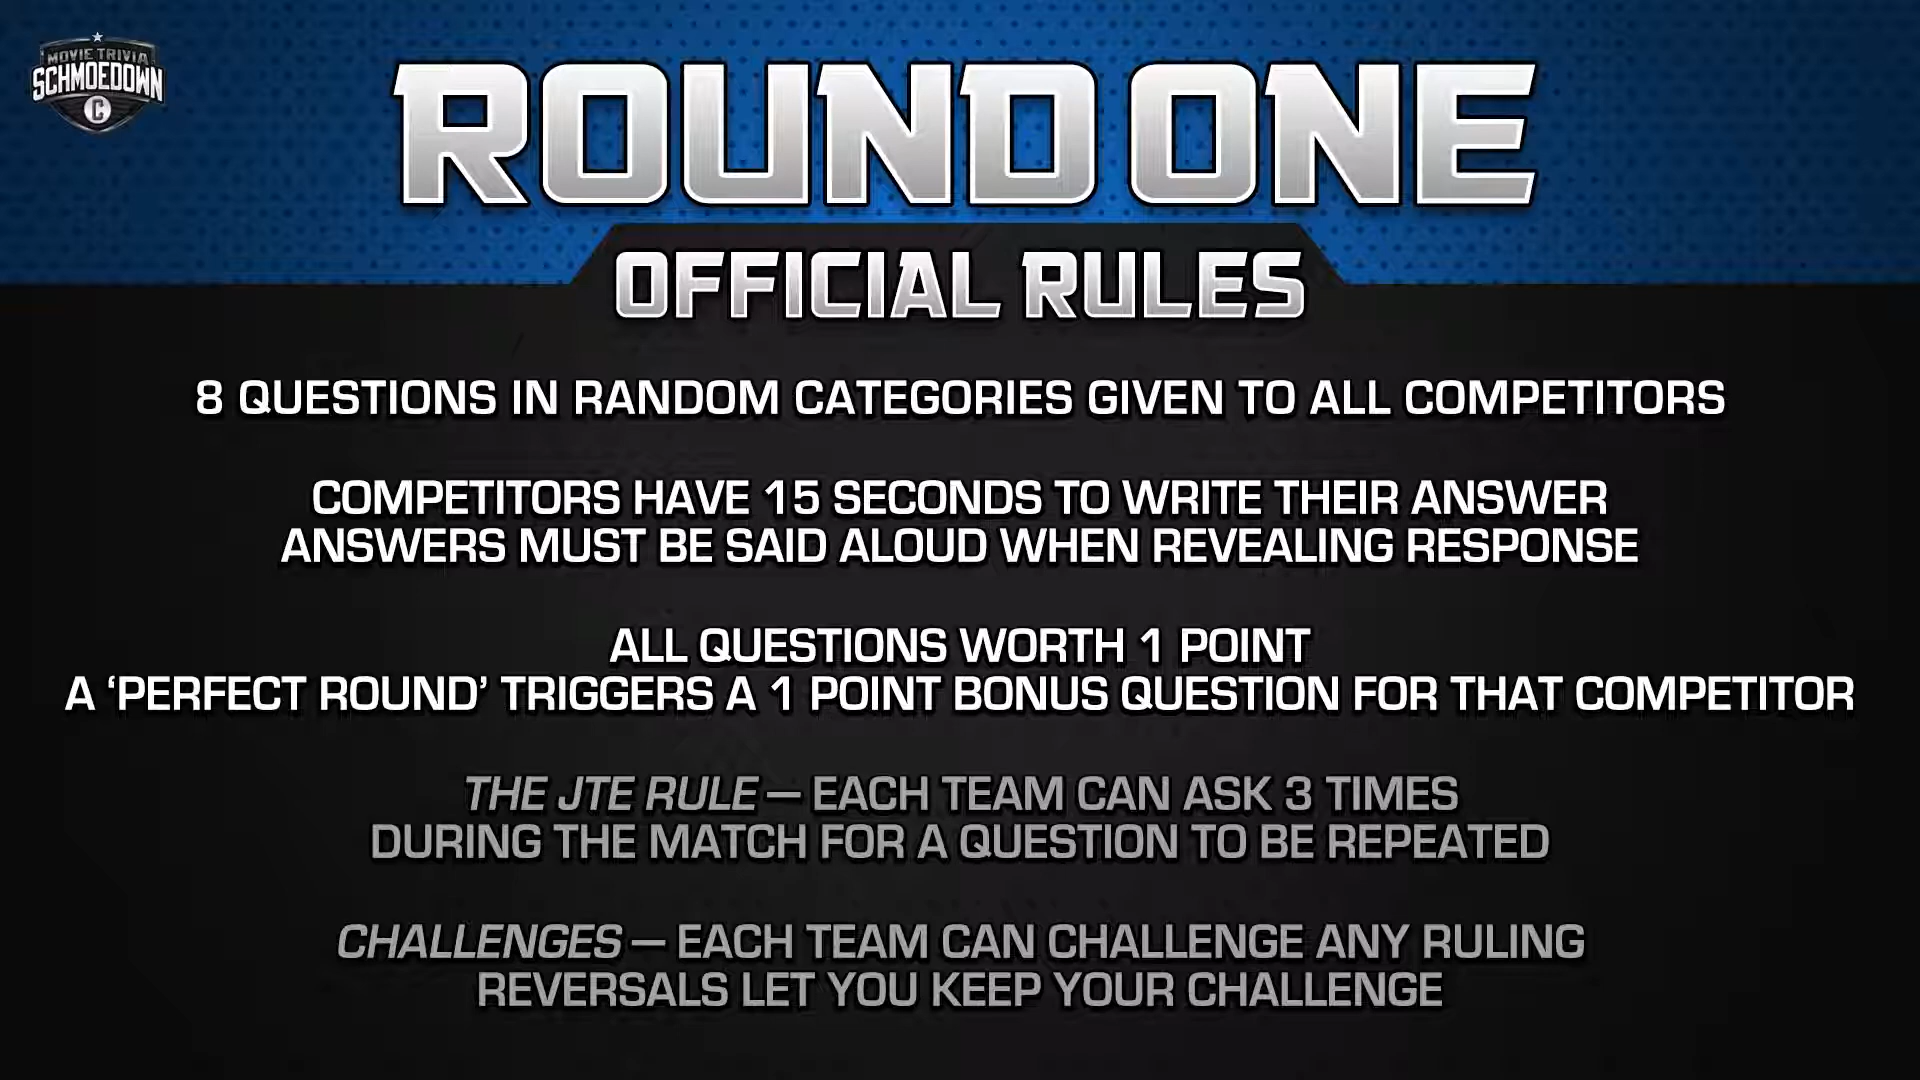 MOVIE TRIVIA
SCHMOEDOWN
C
ROUND ONE
OFFICIAL RULES
8 QUESTIONS IN RANDOM CATEGORIES GIVEN TO ALL COMPETITORS
COMPETITORS HAVE 15 SECONDS TO WRITE THEIR ANSWER
ANSWERS MUST BE SAID ALOUD WHEN REVEALING RESPONSE
ALL QUESTIONS WORTH 1 POINT
A ‘PERFECT ROUND’ TRIGGERS A 1 POINT BONUS QUESTION FOR THAT COMPETITOR
THE JTE RULE — EACH TEAM CAN ASK 3 TIMES
DURING THE MATCH FOR A QUESTION TO BE REPEATED
CHALLENGES — EACH TEAM CAN CHALLENGE ANY RULING
REVERSALS LET YOU KEEP YOUR CHALLENGE